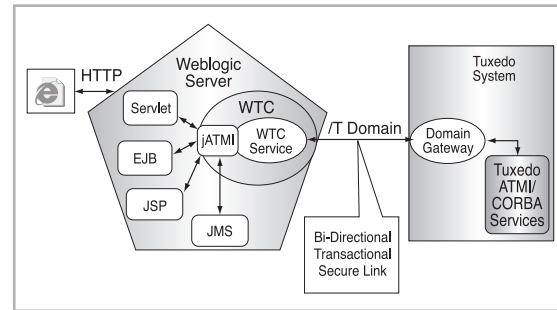 HTTP
Weblogic
Server
Servlet
EJB
JSP
JMS
WTC
jATMI
WTC
Service
/T Domain
Bi-Directional
Transactional
Secure Link
Tuxedo
System
Domain
Gateway
Tuxedo
ATMI/
CORBA
Services